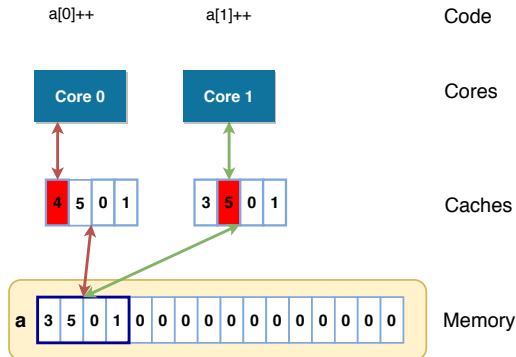 a[0]++ a[1]++ Code
Core 0 Core 1 Cores
4 5 0 1 3 5 0 1 Caches
a 3 5 0 1 0 0 0 0 0 0 0 0 0 0 0 0 Memory